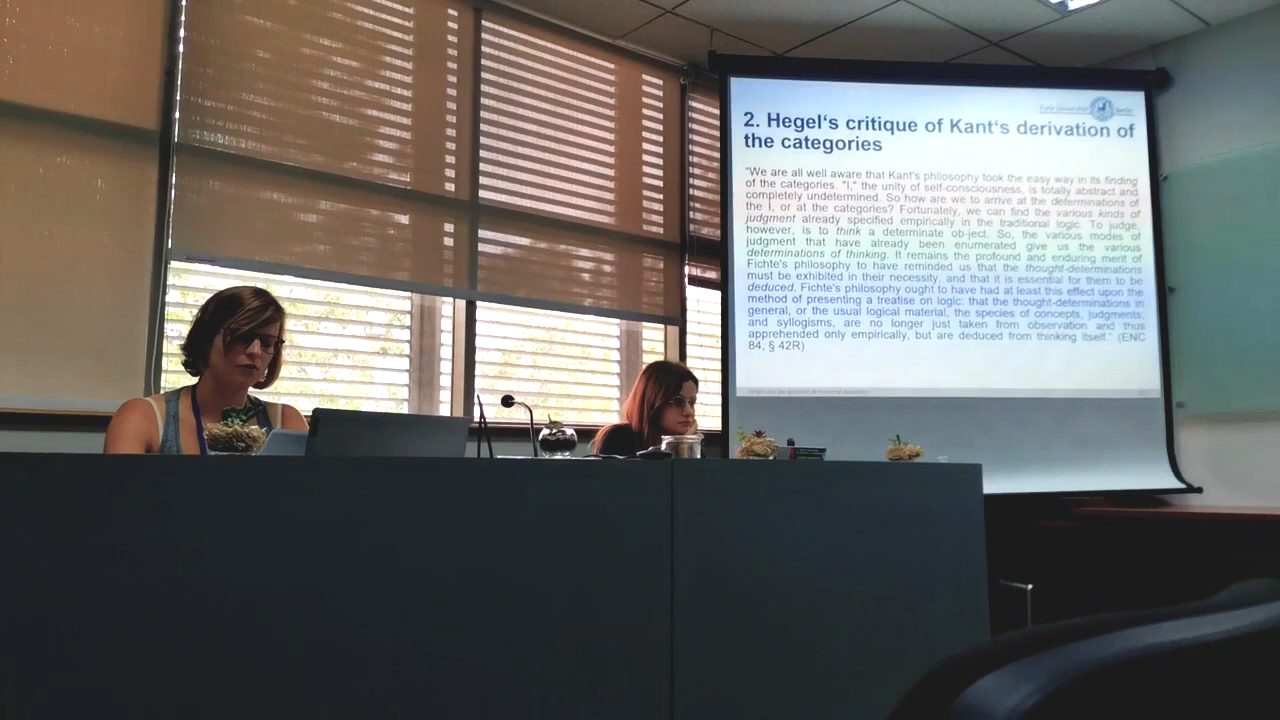 Freie Universität Berlin
2. Hegel‘s critique of Kant‘s derivation of
the categories
“We are all well aware that Kant's philosophy took the easy way in its finding
of the categories. "I," the unity of self-consciousness, is totally abstract and
completely undetermined. So how are we to arrive at the determinations of
the I, or at the categories? Fortunately, we can find the various kinds of
judgment already specified empirically in the traditional logic. To judge,
however, is to think a determinate ob-ject. So, the various modes of
judgment that have already been enumerated give us the various
determinations of thinking. It remains the profound and enduring merit of
Fichte's philosophy to have reminded us that the thought-determinations
must be exhibited in their necessity, and that it is essential for them to be
deduced. Fichte's philosophy ought to have had at least this effect upon the
method of presenting a treatise on logic: that the thought-determinations in
general, or the usual logical material, the species of concepts, judgments,
and syllogisms, are no longer just taken from observation and thus
apprehended only empirically, but are deduced from thinking itself.” (ENC
84, § 42R)